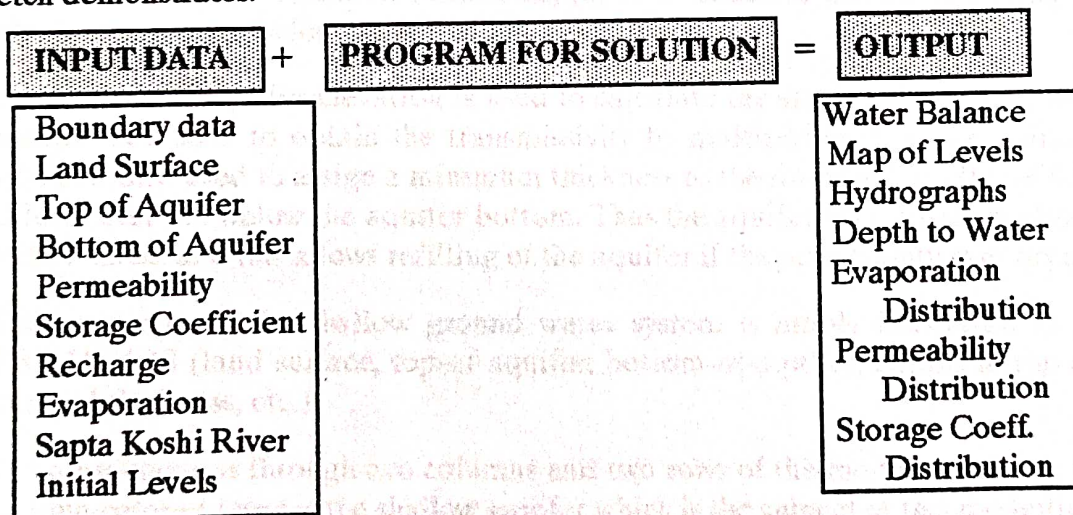 demonstrates.
INPUT DATA + PROGRAM FOR SOLUTION = OUTPUT
Boundary data
Land Surface
Top of Aquifer
Bottom of Aquifer
Permeability
Storage Coefficient
Recharge
Evaporation
Sapta Koshi River
Initial Levels
Water Balance
Map of Levels
Hydrographs
Depth to Water
Evaporation
Distribution
Permeability
Distribution
Storage Coeff.
Distribution